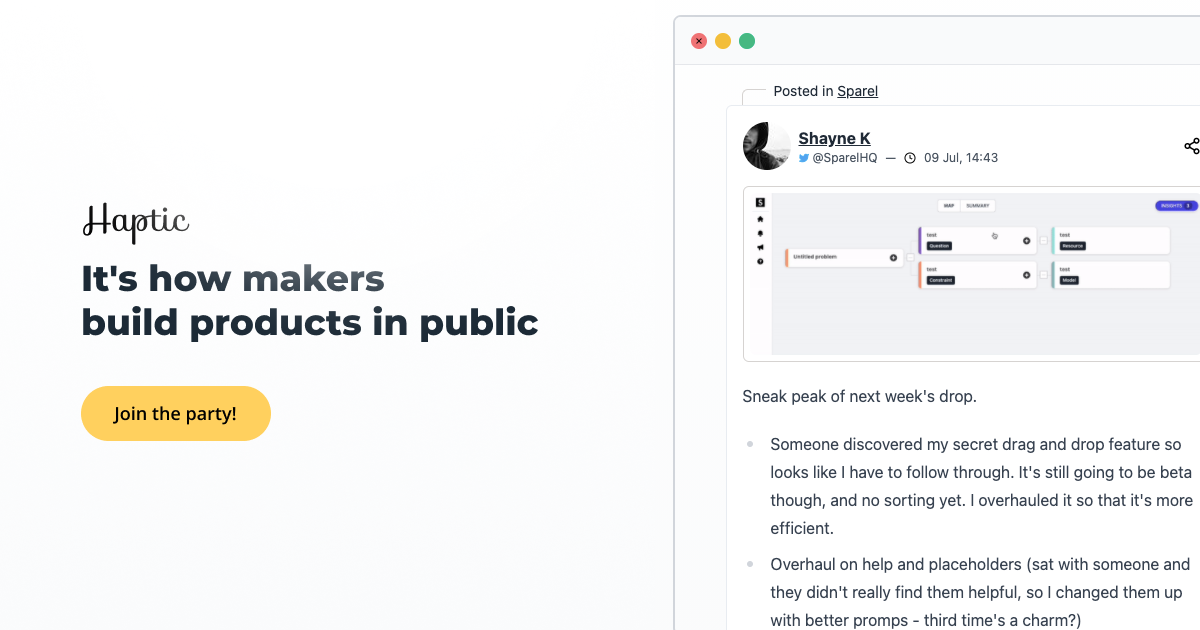 Haptic
It's how makers
build products in public
Join the party!
Posted in Sparel
Shayne K
@SparelHQ — 09 Jul, 14:43
S
MAP SUMMARY
INSIGHTS 3
Untitled problem
test
Question
test
Resource
test
Constraint
test
Model
Sneak peak of next week's drop.
Someone discovered my secret drag and drop feature so
looks like I have to follow through. It's still going to be beta
though, and no sorting yet. I overhauled it so that it's more
efficient.
Overhaul on help and placeholders (sat with someone and
they didn't really find them helpful, so I changed them up
with better promps - third time's a charm?)